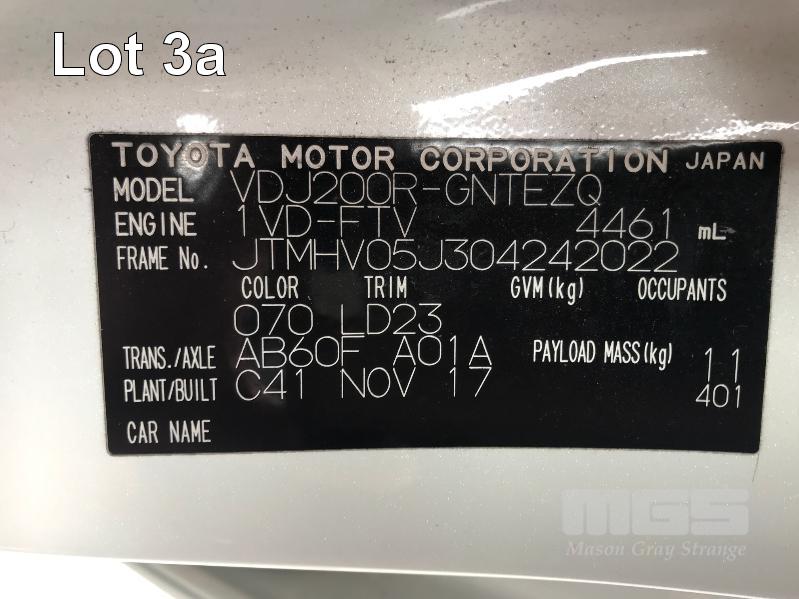 Lot 3a
TOYOTA MOTOR CORPORATION JAPAN
MODEL VDJ200R-GNTEZQ
ENGINE 1VD-FTV 4461 mL
FRAME No. JTMHV05J304242022
COLOR TRIM GVM(kg) OCCUPANTS
070 LD23
TRANS./AXLE AB60F A01A PAYLOAD MASS(kg) 11
PLANT/BUILT C41 NOV 17 401
CAR NAME
MGS
Mason Gray Strange